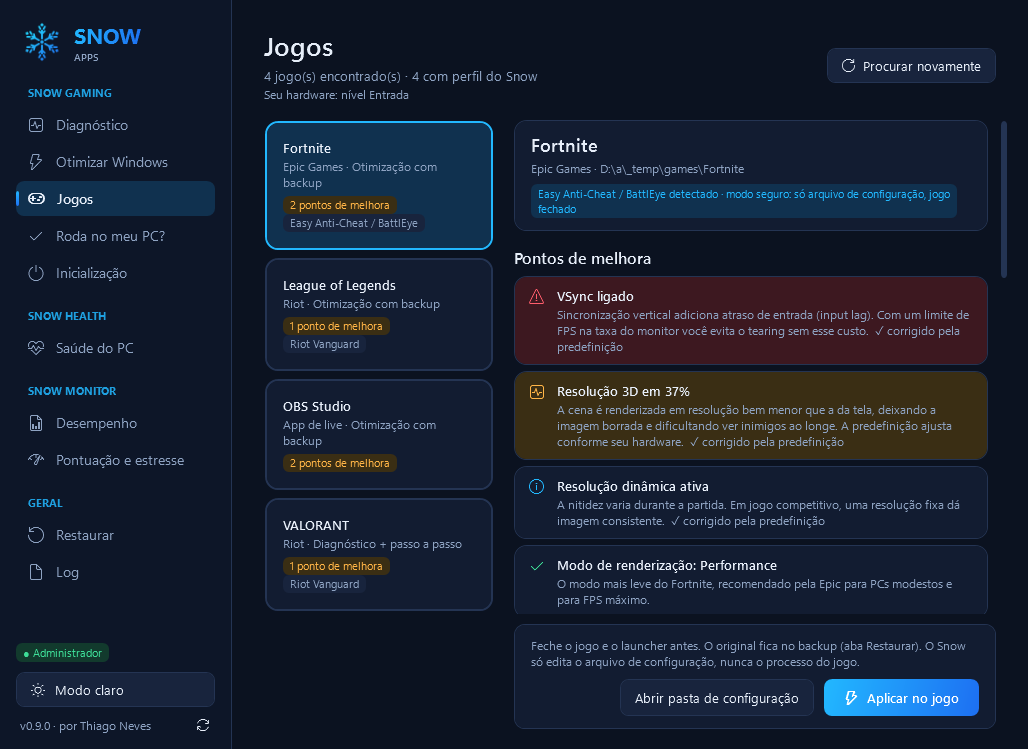 SNOW
APPS
SNOW GAMING
Diagnóstico
Otimizar Windows
Jogos
Roda no meu PC?
Inicialização
SNOW HEALTH
Saúde do PC
SNOW MONITOR
Desempenho
Pontuação e estresse
GERAL
Restaurar
Log
Administrador
Modo claro
v0.9.0 · por Thiago Neves
Jogos
4 jogo(s) encontrado(s) · 4 com perfil do Snow
Seu hardware: nível Entrada
Procurar novamente
Fortnite
Epic Games · Otimização com
backup
2 pontos de melhora
Easy Anti-Cheat / BattlEye
League of Legends
Riot · Otimização com backup
1 ponto de melhora
Riot Vanguard
OBS Studio
App de live · Otimização com
backup
2 pontos de melhora
VALORANT
Riot · Diagnóstico + passo a passo
1 ponto de melhora
Riot Vanguard
Fortnite
Epic Games · D:\a\_temp\games\Fortnite
Easy Anti-Cheat / BattlEye detectado · modo seguro: só arquivo de configuração, jogo
fechado
Pontos de melhora
VSync ligado
Sincronização vertical adiciona atraso de entrada (input lag). Com um limite de
FPS na taxa do monitor você evita o tearing sem esse custo. ✓ corrigido pela
predefinição
Resolução 3D em 37%
A cena é renderizada em resolução bem menor que a da tela, deixando a
imagem borrada e dificultando ver inimigos ao longe. A predefinição ajusta
conforme seu hardware. ✓ corrigido pela predefinição
Resolução dinâmica ativa
A nitidez varia durante a partida. Em jogo competitivo, uma resolução fixa dá
imagem consistente. ✓ corrigido pela predefinição
Modo de renderização: Performance
O modo mais leve do Fortnite, recomendado pela Epic para PCs modestos e
para FPS máximo.
Feche o jogo e o launcher antes. O original fica no backup (aba Restaurar). O Snow
só edita o arquivo de configuração, nunca o processo do jogo.
Abrir pasta de configuração
Aplicar no jogo